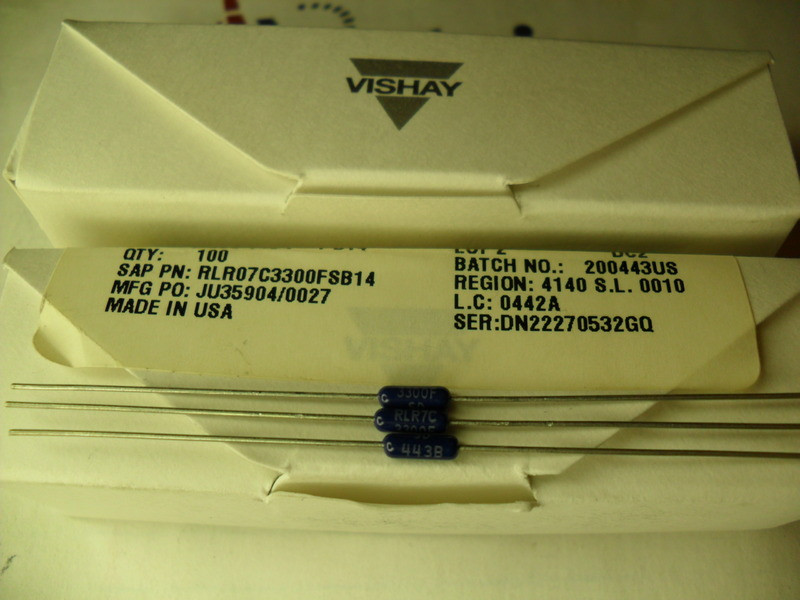 VISHAY
QTY: 100
SAP PN: RLR07C3300FSB14
MFG PO: JU35904/0027
MADE IN USA
BATCH NO.: 200443US
REGION: 4140 S.L. 0010
L.C: 0442A
SER:DN22270532GQ
VISHAY
3300F
C
RLR7C
C
3300F
C 443B